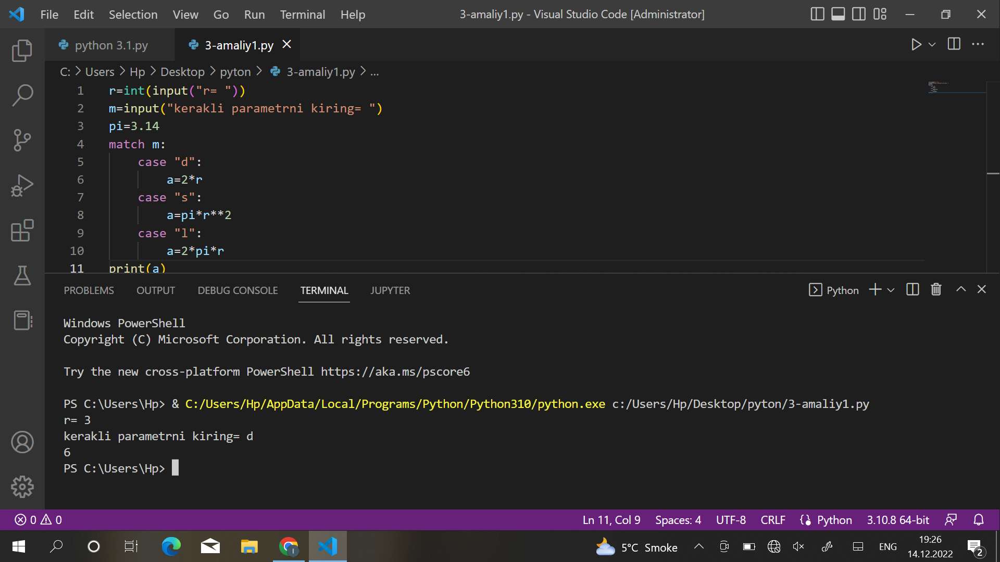 File Edit Selection View Go Run Terminal Help 3-amaliy1.py - Visual Studio Code [Administrator]
python 3.1.py 3-amaliy1.py
C: > Users > Hp > Desktop > pyton > 3-amaliy1.py > ...
1 r=int(input("r= "))
2 m=input("kerakli parametrni kiring= ")
3 pi=3.14
4 match m:
5 case "d":
6 a=2*r
7 case "s":
8 a=pi*r**2
9 case "l":
10 a=2*pi*r
11 print(a)
PROBLEMS OUTPUT DEBUG CONSOLE TERMINAL JUPYTER Python
Windows PowerShell
Copyright (C) Microsoft Corporation. All rights reserved.
Try the new cross-platform PowerShell https://aka.ms/pscore6
PS C:\Users\Hp> & C:/Users/Hp/AppData/Local/Programs/Python/Python310/python.exe c:/Users/Hp/Desktop/pyton/3-amaliy1.py
r= 3
kerakli parametrni kiring= d
6
PS C:\Users\Hp>
0 0 Ln 11, Col 9 Spaces: 4 UTF-8 CRLF Python 3.10.8 64-bit
5°C Smoke ENG 19:26
14.12.2022 2